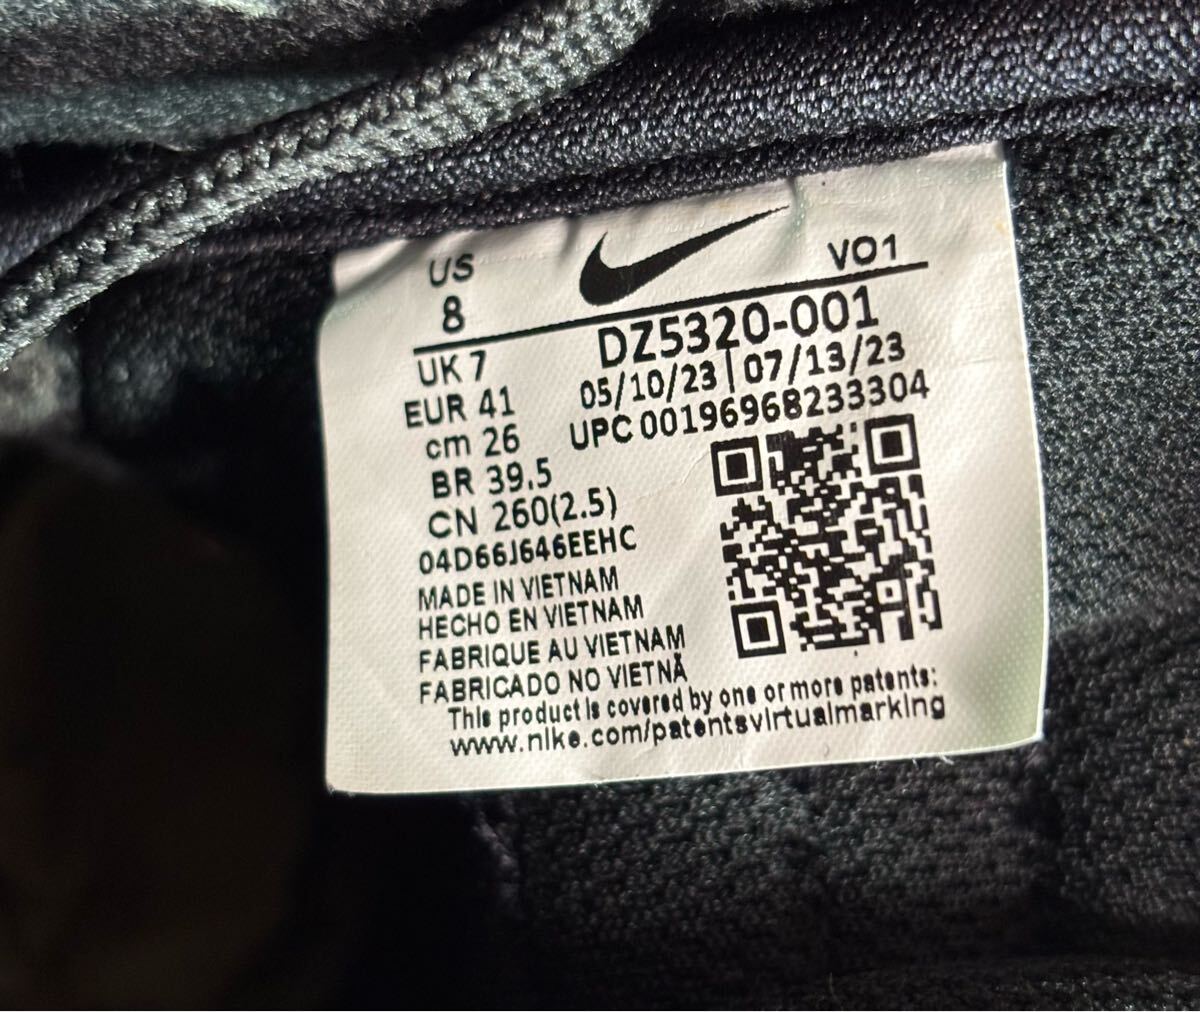 US
8
VO1
DZ5320-001
05/10/23 | 07/13/23
UPC 00196968233304
UK 7
EUR 41
cm 26
BR 39.5
CN 260(2.5)
04D66J646EEHC
MADE IN VIETNAM
HECHO EN VIETNAM
FABRIQUE AU VIETNAM
FABRICADO NO VIETNÃ
This product is covered by one or more patents:
www.nike.com/patentsvirtualmarking